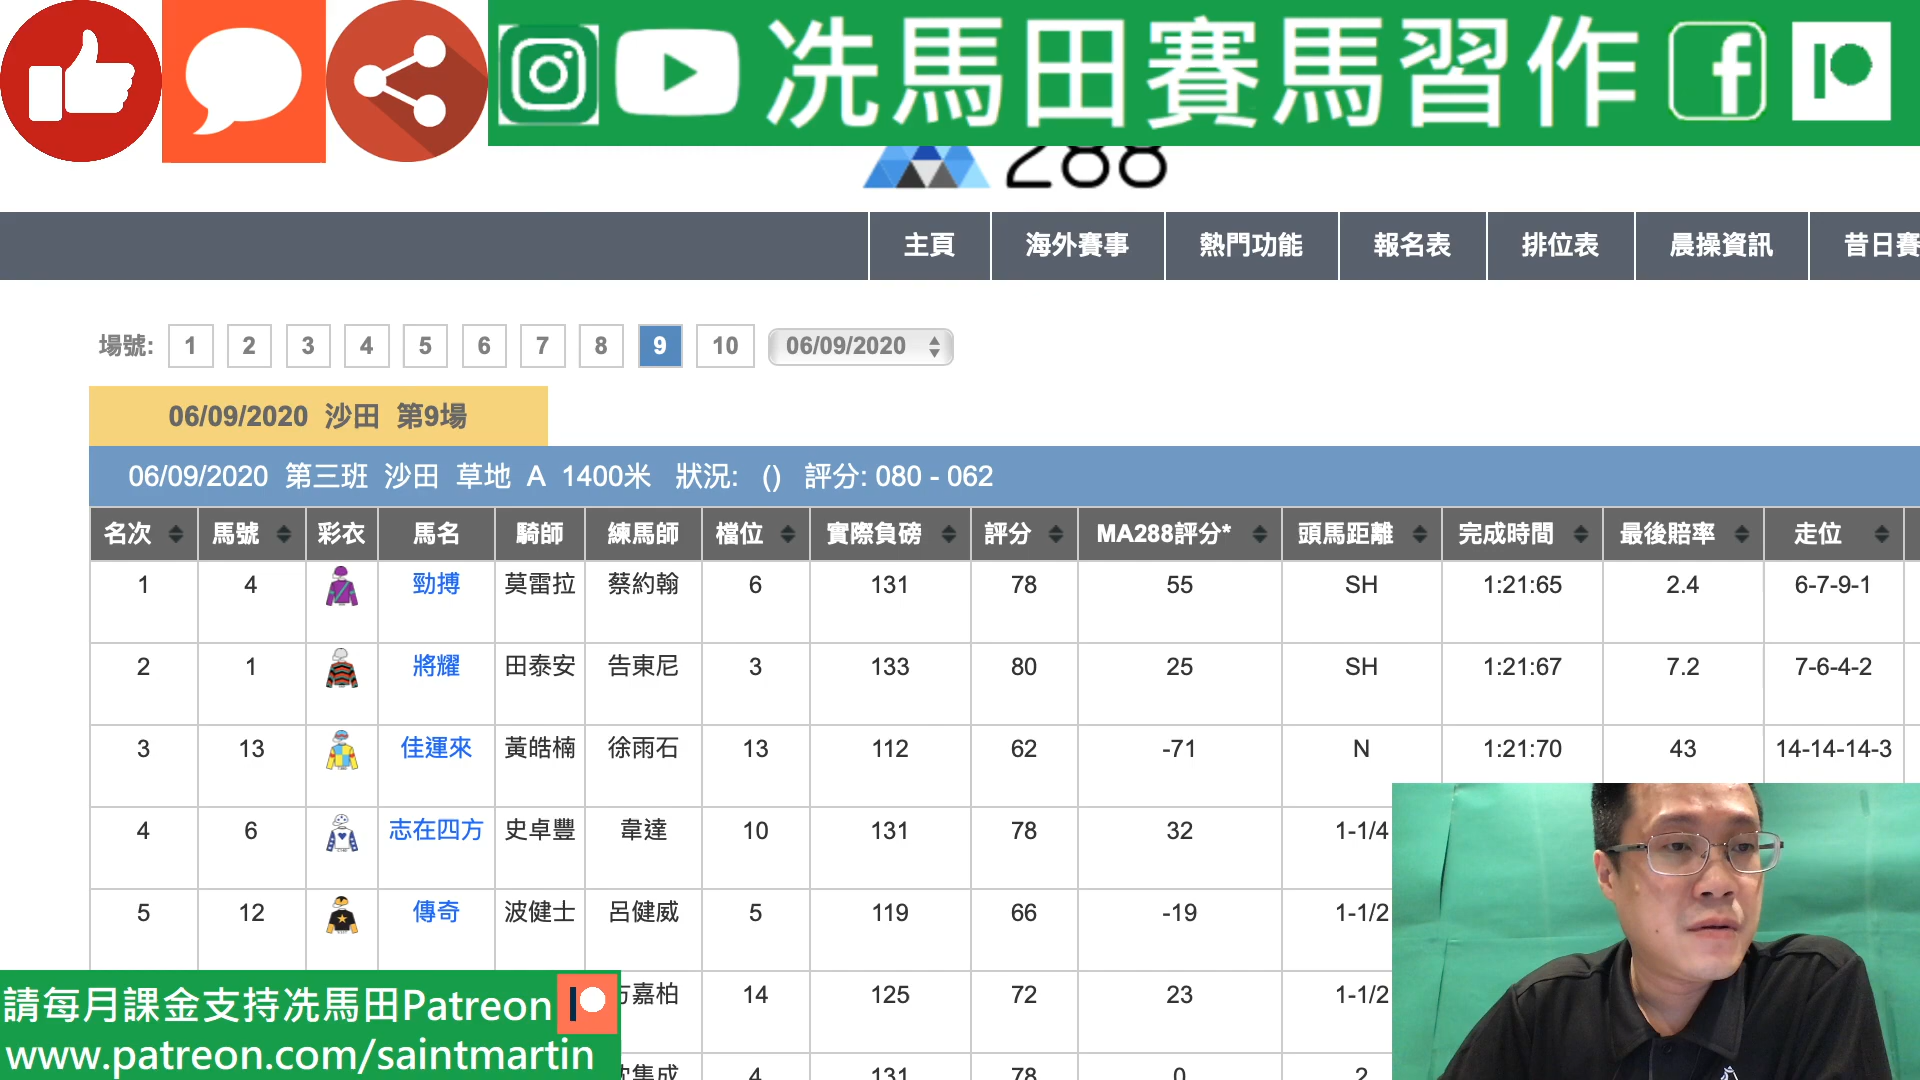 冼馬田賽馬習作
288
主頁 海外賽事 熱門功能 報名表 排位表 晨操資訊 昔日賽
場號: 1 2 3 4 5 6 7 8 9 10 06/09/2020
06/09/2020 沙田 第9場
06/09/2020 第三班 沙田 草地 A 1400米 狀況: () 評分: 080 - 062
名次 馬號 彩衣 馬名 騎師 練馬師 檔位 實際負磅 評分 MA288評分* 頭馬距離 完成時間 最後賠率 走位
1 4 勁搏 莫雷拉 蔡約翰 6 131 78 55 SH 1:21:65 2.4 6-7-9-1
2 1 將耀 田泰安 告東尼 3 133 80 25 SH 1:21:67 7.2 7-6-4-2
3 13 佳運來 黃皓楠 徐雨石 13 112 62 -71 N 1:21:70 43 14-14-14-3
4 6 志在四方 史卓豐 韋達 10 131 78 32 1-1/4
5 12 傳奇 波健士 呂健威 5 119 66 -19 1-1/2
嘉柏 14 125 72 23 1-1/2
集成 4 131 78 0 2
請每月課金支持冼馬田Patreon
www.patreon.com/saintmartin